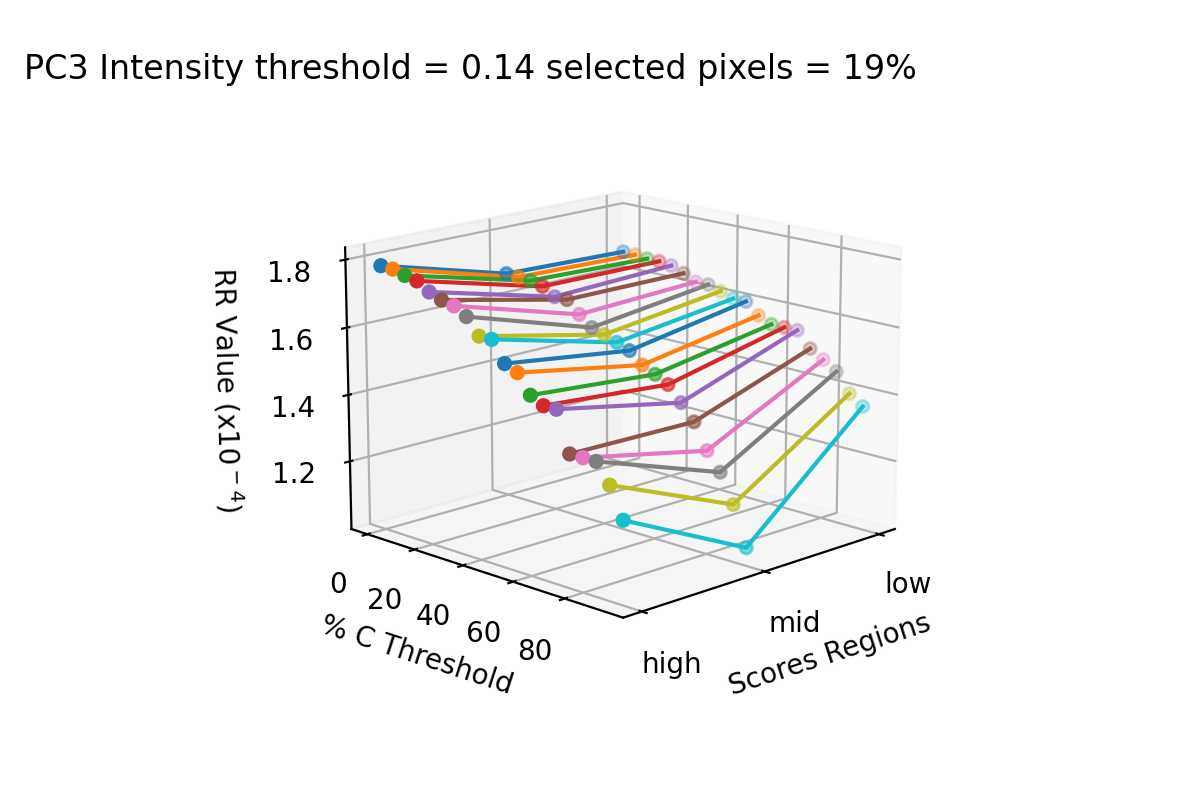 PC3 Intensity threshold = 0.14 selected pixels = 19%
1.8
1.6
1.4
1.2
RR Value (x10⁻⁴)
0
20
40
60
80
% C Threshold
high
mid
low
Scores Regions